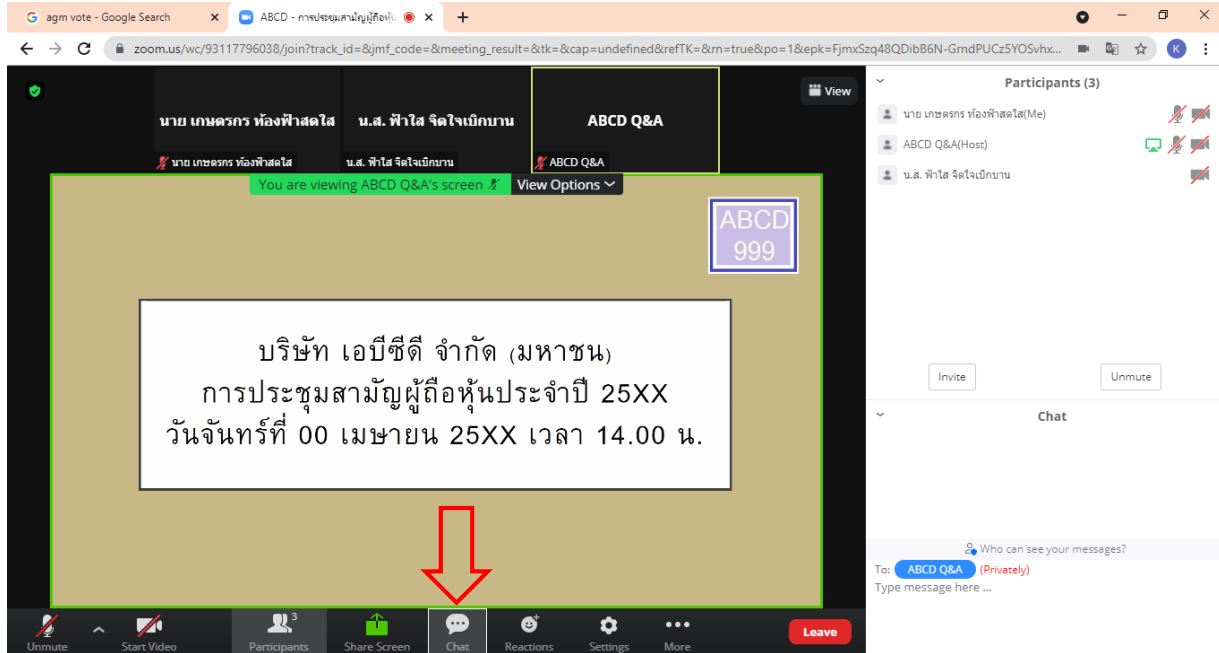 agm vote - Google Search
ABCD - การประชุมสามัญผู้ถือหุ้น
zoom.us/wc/93117796038/join?track_id=&jmf_code=&meeting_result=&tk=&cap=undefined&refTK=&rn=true&po=1&epk=FjmxSzq48QDibB6N-GrndPUCz5YOSvhx...
K
นาย เกษตรกร ท้องฟ้าสดใส
น.ส. ฟ้าใส จิตใจเบิกบาน
ABCD Q&A
View
นาย เกษตรกร ท้องฟ้าสดใส
น.ส. ฟ้าใส จิตใจเบิกบาน
ABCD Q&A
You are viewing ABCD Q&A's screen
View Options
ABCD
999
บริษัท เอบีซีดี จำกัด (มหาชน)
การประชุมสามัญผู้ถือหุ้นประจำปี 25XX
วันจันทร์ที่ 00 เมษายน 25XX เวลา 14.00 น.
Participants (3)
นาย เกษตรกร ท้องฟ้าสดใส(Me)
ABCD Q&A(Host)
น.ส. ฟ้าใส จิตใจเบิกบาน
Invite
Unmute
Chat
Who can see your messages?
To: ABCD Q&A (Privately)
Type message here ...
Unmute
Start Video
3
Participants
Share Screen
Chat
Reactions
Settings
More
Leave